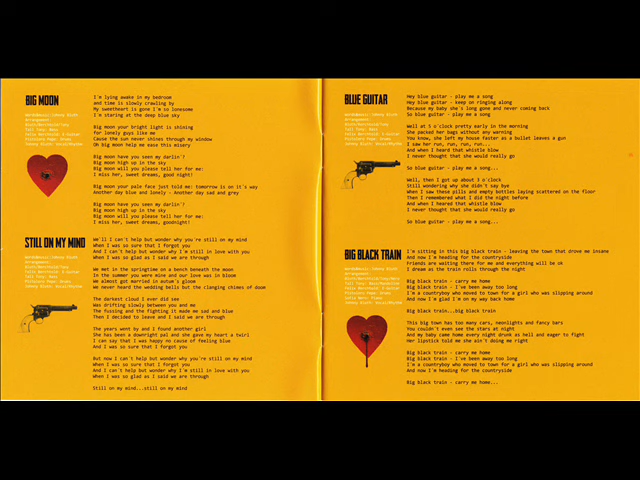 BIG MOON
I'm lying awake in my bedroom
and time is slowly crawling by
My sweetheart is gone I'm so lonesome
I'm staring at the deep blue sky
Big moon your bright light is shining
for lonely guys like me
Cause the sun never shines through my window
Oh big moon help me ease this misery
Big moon have you seen my darlin'?
Big moon high up in the sky
Big moon will you please tell her for me:
I miss her, sweet dreams, good night!
Big moon your pale face just told me: tomorrow is on it's way
Another day blue and lonely - Another day sad and grey
Big moon have you seen my darlin'?
Big moon high up in the sky
Big moon will you please tell her for me:
I miss her, sweet dreams, goodnight!
STILL ON MY MIND
We'll I can't help but wonder why you're still on my mind
When I was so sure that I forgot you
And I can't help but wonder why I'm still in love with you
When I was so glad as I said we are through
We met in the springtime on a bench beneath the moon
In the summer you were mine and our love was in bloom
We almost got married in autum's gloom
We never heard the wedding bells but the clanging chimes of doom
The darkest cloud I ever did see
Was drifting slowly between you and me
The fussing and the fighting it made me sad and blue
Then I decided to leave and I said we are through
The years went by and I found another girl
She has been a downright pal and she gave my heart a twirl
I can say that I was happy no cause of feeling blue
And I was so sure that I forgot you
But now I can't help but wonder why you're still on my mind
When I was so sure that I forgot you
And I can't help but wonder why I'm still in love with you
When I was so glad as I said we are through
Still on my mind...still on my mind
BLUE GUITAR
Hey blue guitar - play me a song
Hey blue guitar - keep on ringing along
Because my baby she's long gone and never coming back
So blue guitar - play me a song
Well at 5 o'clock pretty early in the morning
She packed her bags without any warning
You know, she left my house faster as a bullet leaves a gun
I saw her run, run, run, run...
And when I heard that whistle blow
I never thought that she would really go
So blue guitar - play me a song...
Well, then I got up about 3 o'clock
Still wondering why she didn't say bye
When I saw these pills and empty bottles laying scattered on the floor
Then I remembered what I did the night before
And when I heared that whistle blow
I never thought that she would really go
So blue guitar - play me a song...
BIG BLACK TRAIN
I'm sitting in this big black train - leaving the town that drove me insane
And now I'm heading for the countryside
Friends are waiting there for me and everything will be ok
I dream as the train rolls through the night
Big black train - carry me home
Big black train - I've been away too long
I'm a countryboy who moved to town for a girl who was slipping around
And now I'm glad I'm on my way back home
Big black train...big black train
This big town has too many cars, neonlights and fancy bars
You couldn't even see the stars at night
And my baby came home every night drunk as hell and eager to fight
Her lipstick told me she ain't doing me right
Big black train - carry me home
Big black train - I've been away too long
I'm a countryboy who moved to town for a girl who was slipping around
And now I'm heading for the countryside
Big black train - carry me home...